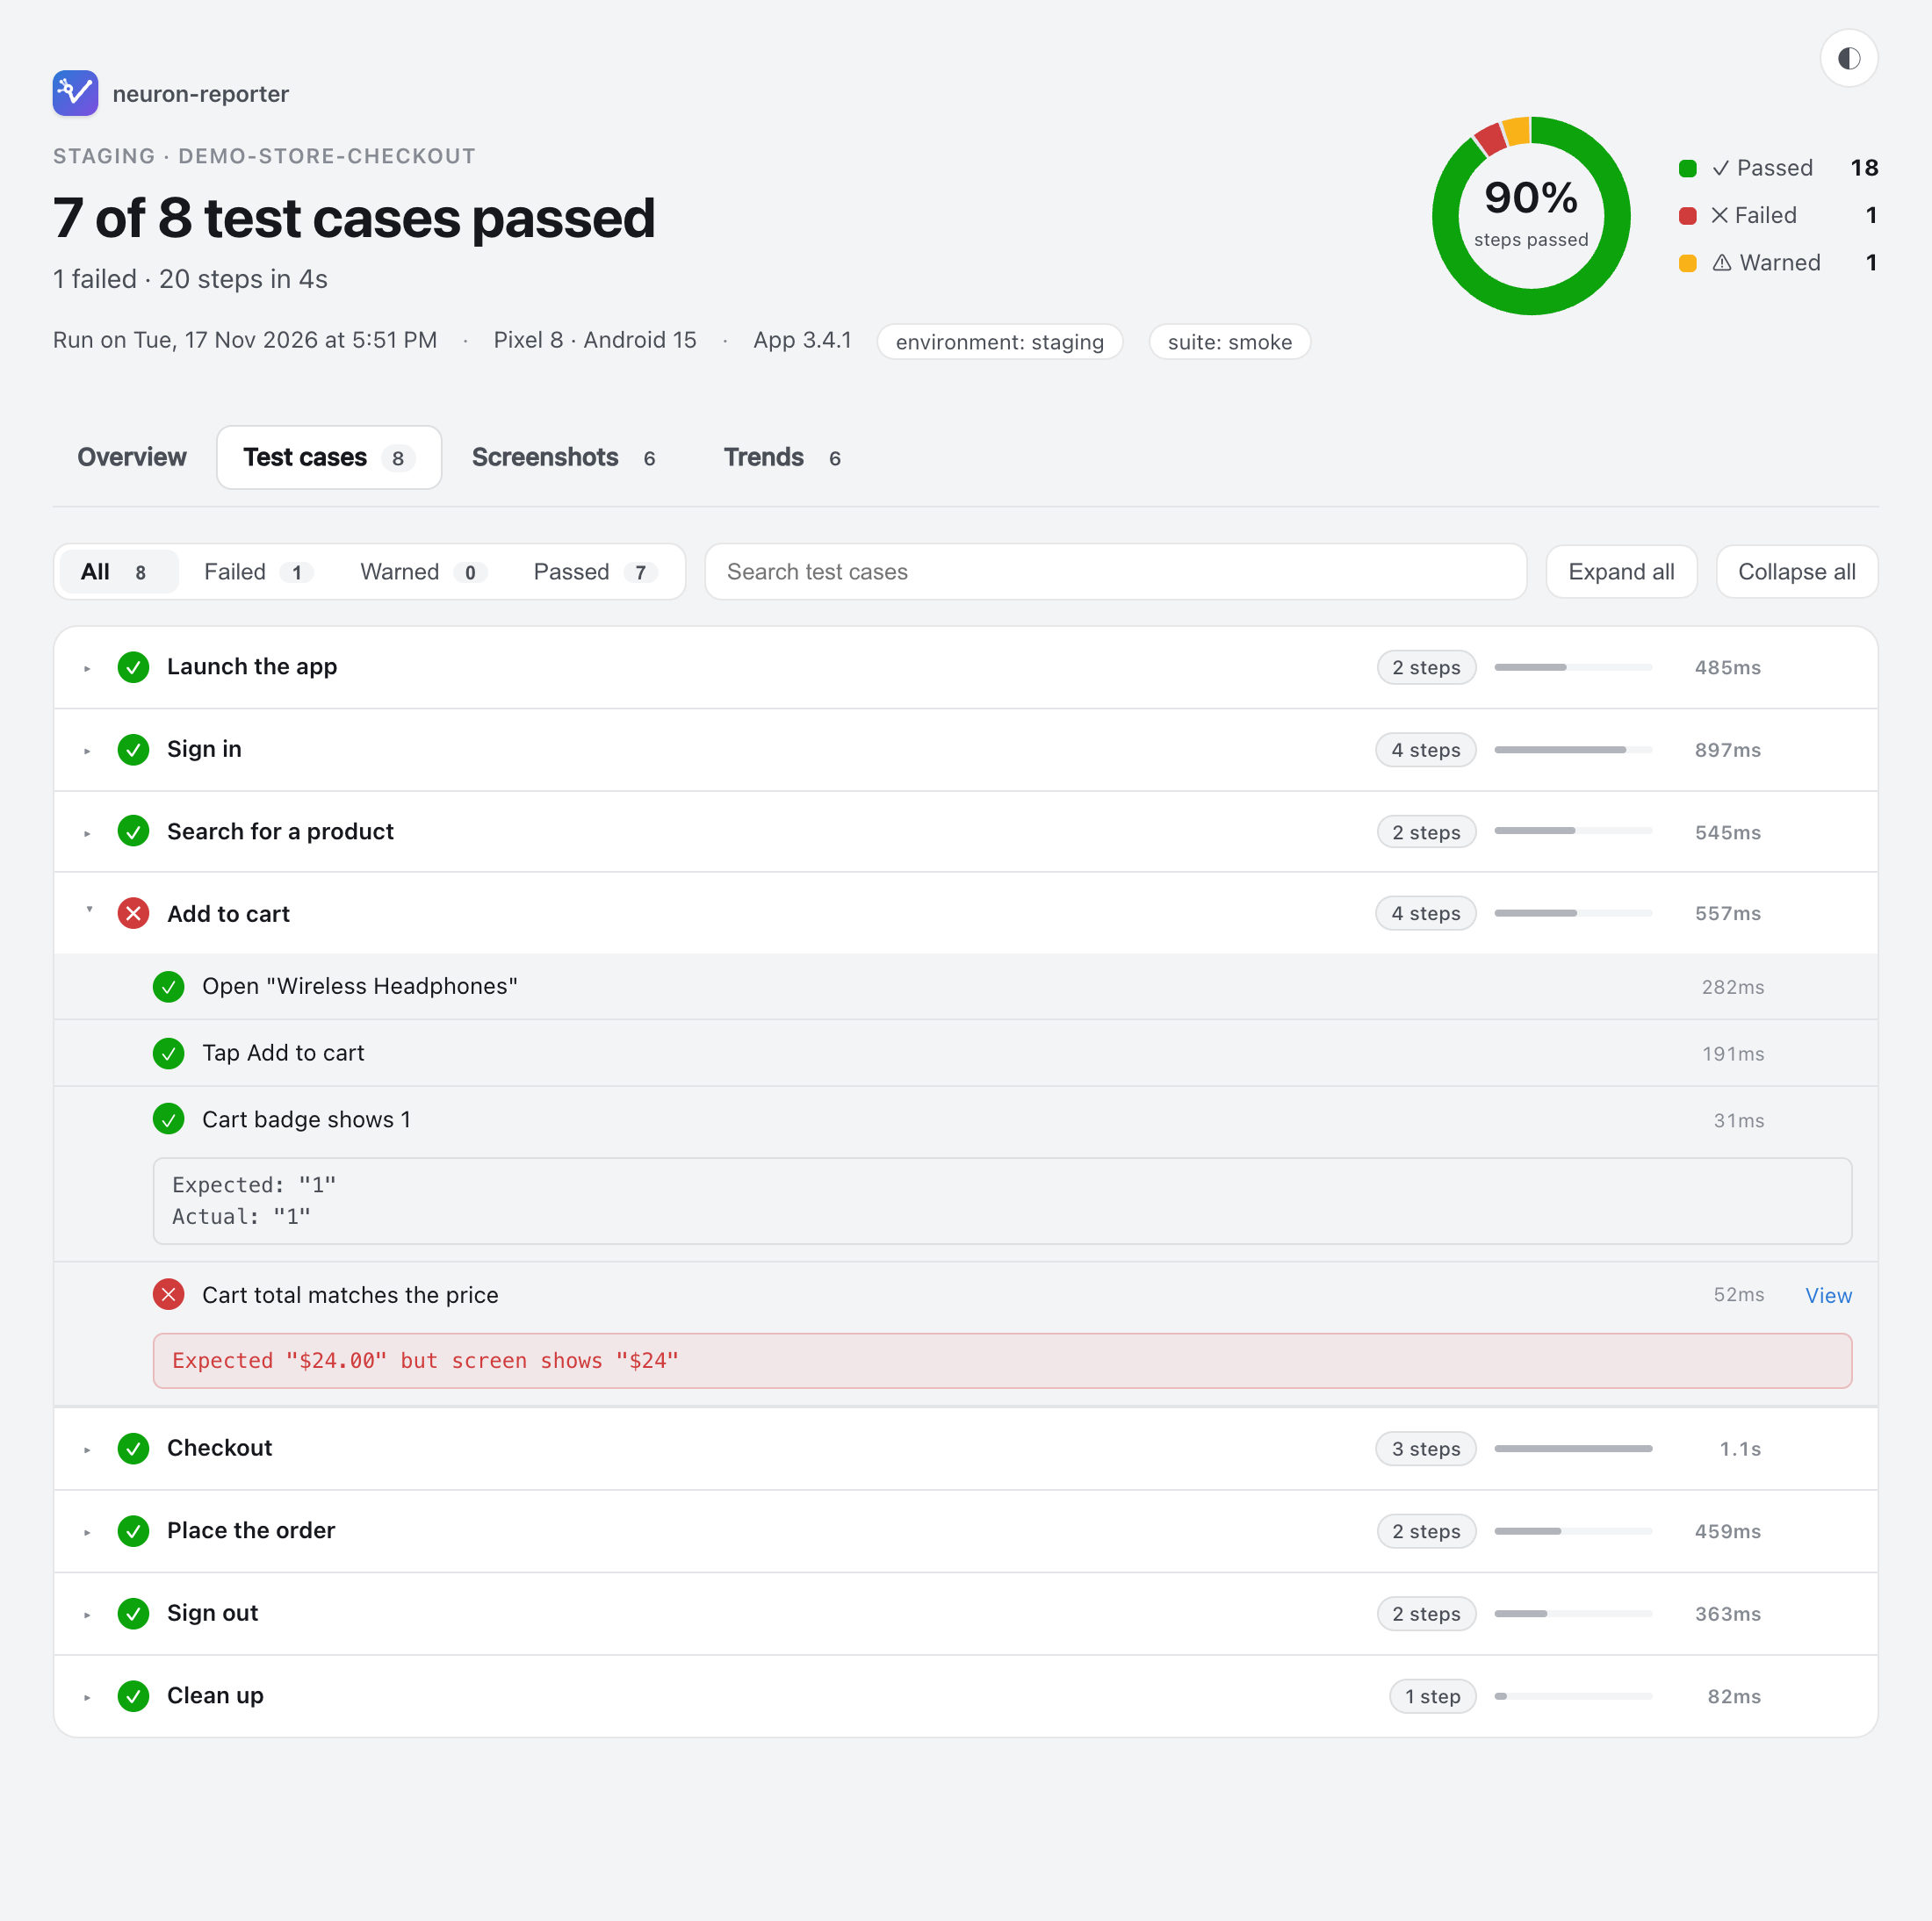 neuron-reporter
STAGING · DEMO-STORE-CHECKOUT
7 of 8 test cases passed
1 failed · 20 steps in 4s
Run on Tue, 17 Nov 2026 at 5:51 PM · Pixel 8 · Android 15 · App 3.4.1 environment: staging suite: smoke
90%
steps passed
✓ Passed 18
✕ Failed 1
⚠ Warned 1
Overview Test cases 8 Screenshots 6 Trends 6
All 8 Failed 1 Warned 0 Passed 7 Search test cases Expand all Collapse all
Launch the app 2 steps 485ms
Sign in 4 steps 897ms
Search for a product 2 steps 545ms
Add to cart 4 steps 557ms
Open "Wireless Headphones" 282ms
Tap Add to cart 191ms
Cart badge shows 1 31ms
Expected: "1"
Actual: "1"
Cart total matches the price 52ms View
Expected "$24.00" but screen shows "$24"
Checkout 3 steps 1.1s
Place the order 2 steps 459ms
Sign out 2 steps 363ms
Clean up 1 step 82ms